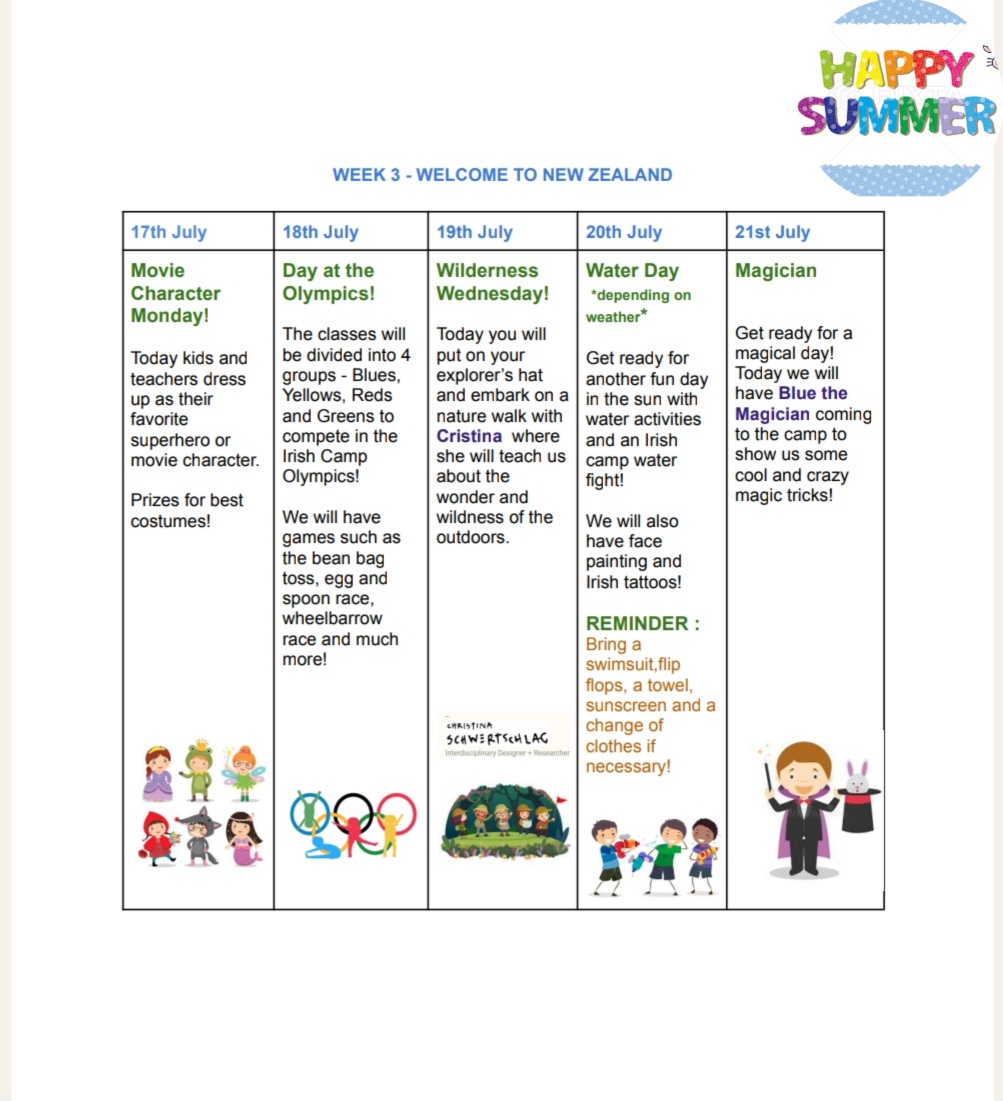 HAPPY
SUMMER
WEEK 3 - WELCOME TO NEW ZEALAND
17th July
18th July
19th July
20th July
21st July
Movie
Character
Monday!
Today kids and
teachers dress
up as their
favorite
superhero or
movie character.
Prizes for best
costumes!
Day at the
Olympics!
The classes will
be divided into 4
groups - Blues,
Yellows, Reds
and Greens to
compete in the
Irish Camp
Olympics!
We will have
games such as
the bean bag
toss, egg and
spoon race,
wheelbarrow
race and much
more!
Wilderness
Wednesday!
Today you will
put on your
explorer's hat
and embark on a
nature walk with
Cristina where
she will teach us
about the
wonder and
wildness of the
outdoors.
CHRISTINA
SCHWERTSCHLAG
Interdisciplinary Designer + Researcher
Water Day
*depending on
weather*
Get ready for
another fun day
in the sun with
water activities
and an Irish
camp water
fight!
We will also
have face
painting and
Irish tattoos!
REMINDER :
Bring a
swimsuit,flip
flops, a towel,
sunscreen and a
change of
clothes if
necessary!
Magician
Get ready for a
magical day!
Today we will
have Blue the
Magician coming
to the camp to
show us some
cool and crazy
magic tricks!